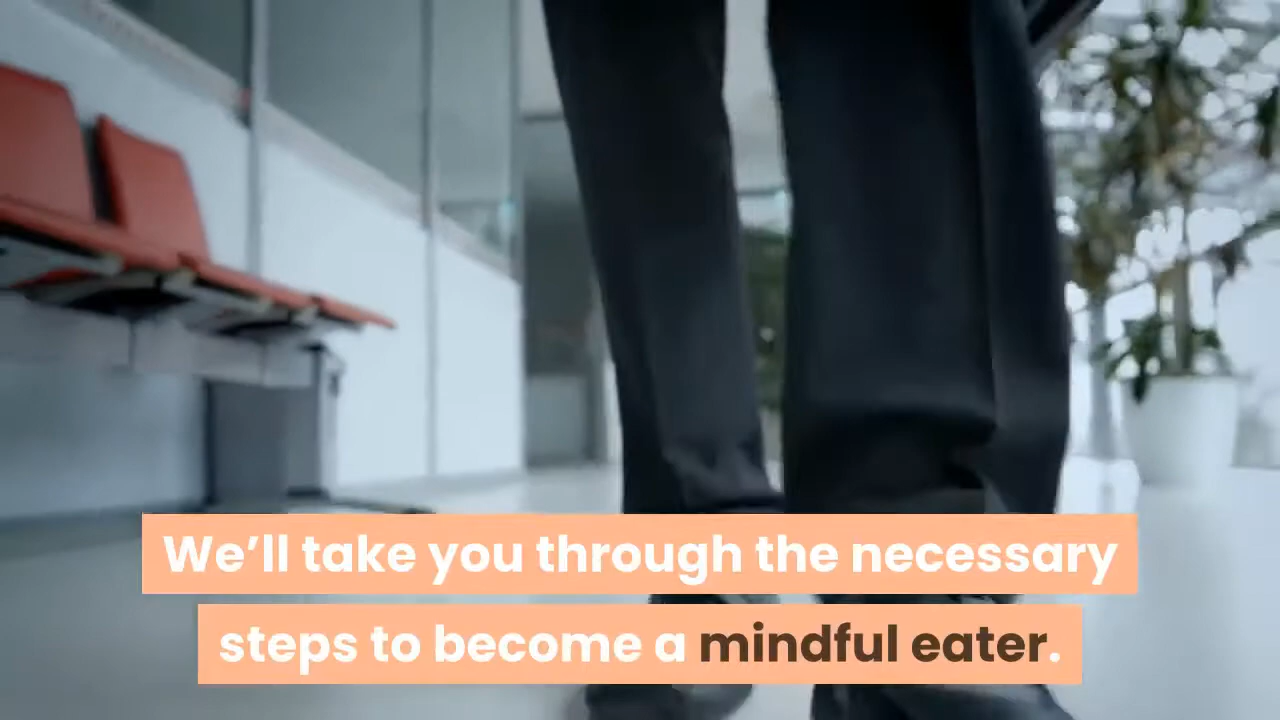 We’ll take you through the necessary
steps to become a mindful eater.